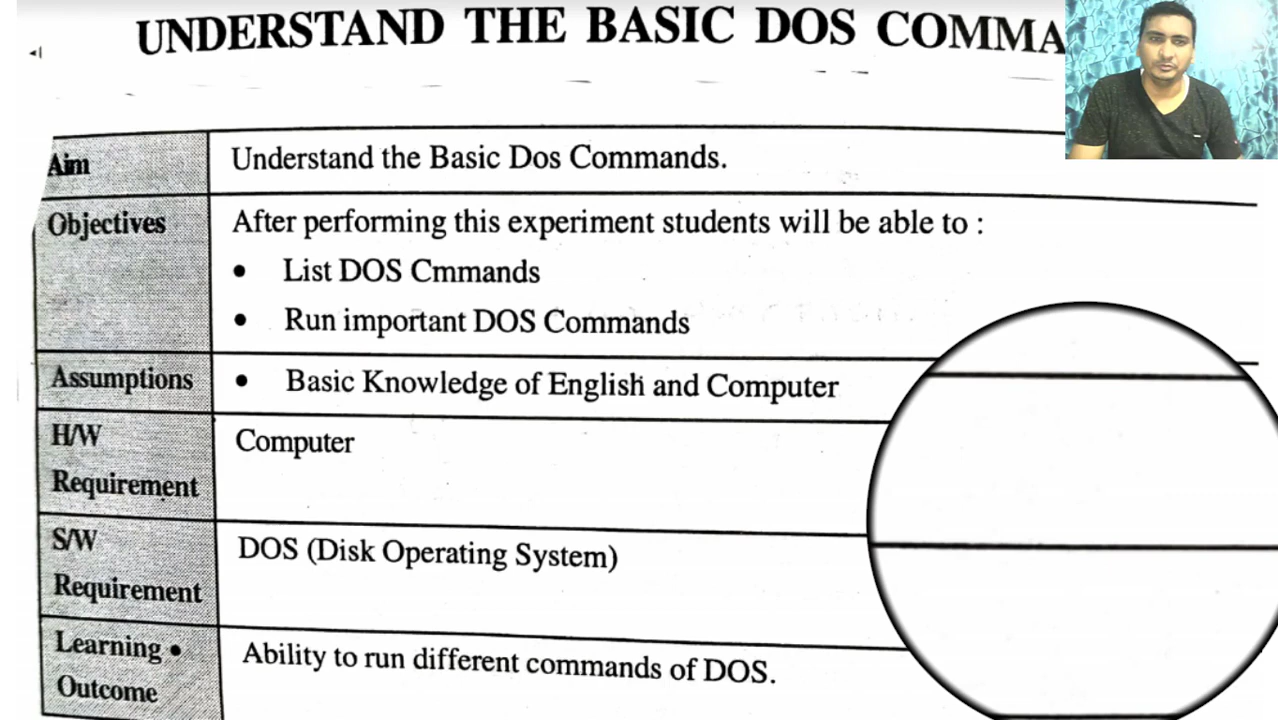 UNDERSTAND THE BASIC DOS COMMA
Aim
Understand the Basic Dos Commands.
Objectives
After performing this experiment students will be able to :
• List DOS Cmmands
• Run important DOS Commands
Assumptions
• Basic Knowledge of English and Computer
H/W
Requirement
Computer
S/W
Requirement
DOS (Disk Operating System)
Learning •
Outcome
Ability to run different commands of DOS.